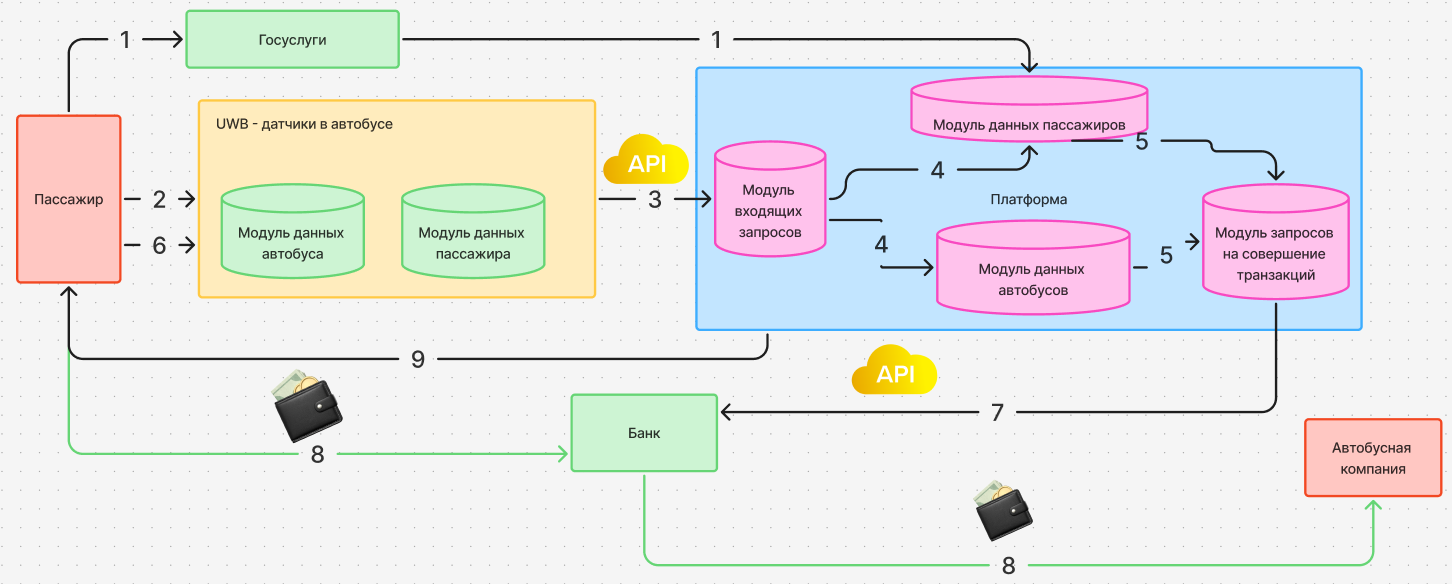 1
Госуслуги
1
UWB - датчики в автобусе
API
Модуль данных пассажиров
5
Пассажир
2
3
Модуль
входящих
запросов
4
Платформа
6
Модуль данных
автобуса
Модуль данных
пассажира
4
Модуль данных
автобусов
5
Модуль запросов
на совершение
транзакций
9
API
7
Банк
8
Автобусная
компания
8